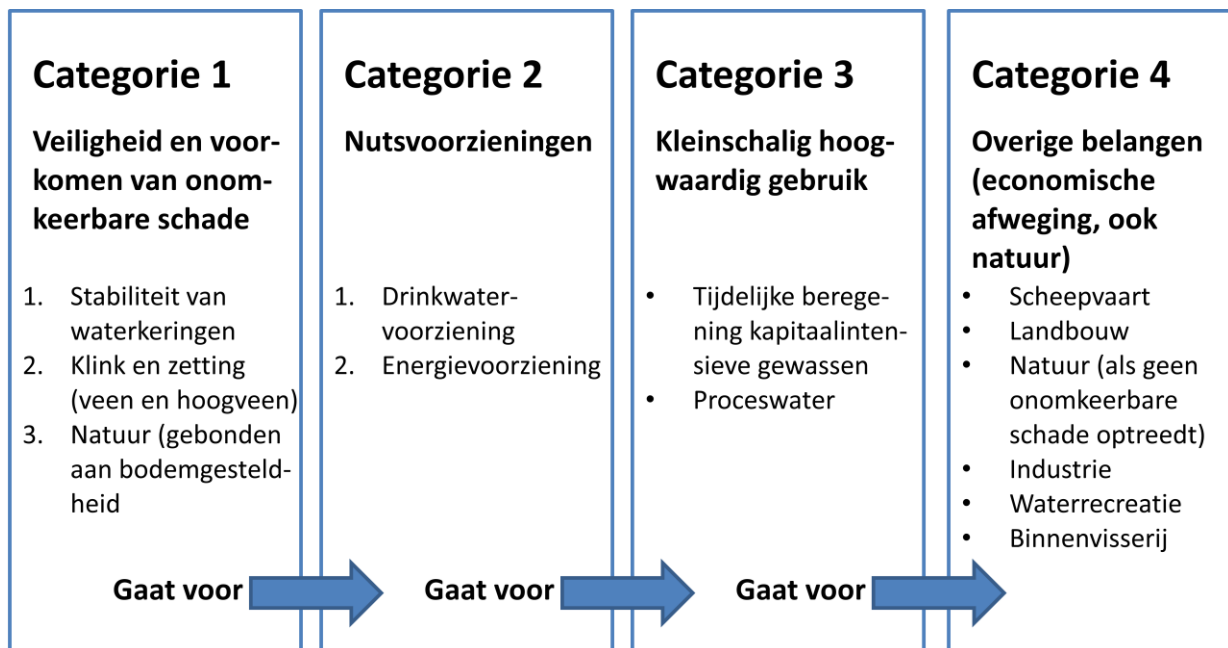 Categorie 1
Veiligheid en voor-
komen van onom-
keerbare schade
1. Stabiliteit van
waterkeringen
2. Klink en zetting
(veen en hoogveen)
3. Natuur (gebonden
aan bodemgesteld-
heid
Gaat voor
Categorie 2
Nutsvoorzieningen
1. Drinkwater-
voorziening
2. Energievoorziening
Gaat voor
Categorie 3
Kleinschalig hoog-
waardig gebruik
• Tijdelijke berege-
ning kapitaalinten-
sieve gewassen
• Proceswater
Gaat voor
Categorie 4
Overige belangen
(economische
afweging, ook
natuur)
• Scheepvaart
• Landbouw
• Natuur (als geen
onomkeerbare
schade optreedt)
• Industrie
• Waterrecreatie
• Binnenvisserij